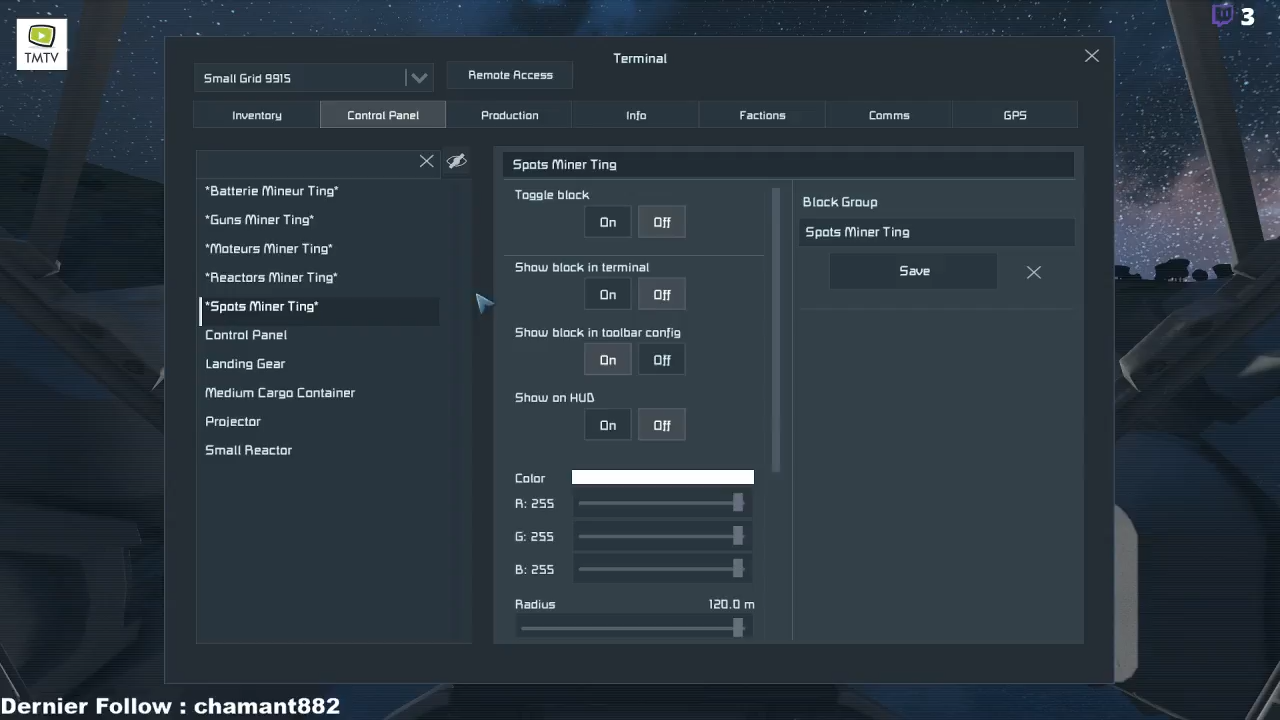 TMTV
3
Terminal
Small Grid 9915
Remote Access
Inventory
Control Panel
Production
Info
Factions
Comms
GPS
*Batterie Mineur Ting*
*Guns Miner Ting*
*Moteurs Miner Ting*
*Reactors Miner Ting*
*Spots Miner Ting*
Control Panel
Landing Gear
Medium Cargo Container
Projector
Small Reactor
Spots Miner Ting
Toggle block
On Off
Show block in terminal
On Off
Show block in toolbar config
On Off
Show on HUD
On Off
Color
R: 255
G: 255
B: 255
Radius 120.0 m
Block Group
Spots Miner Ting
Save
Dernier Follow : chamant882